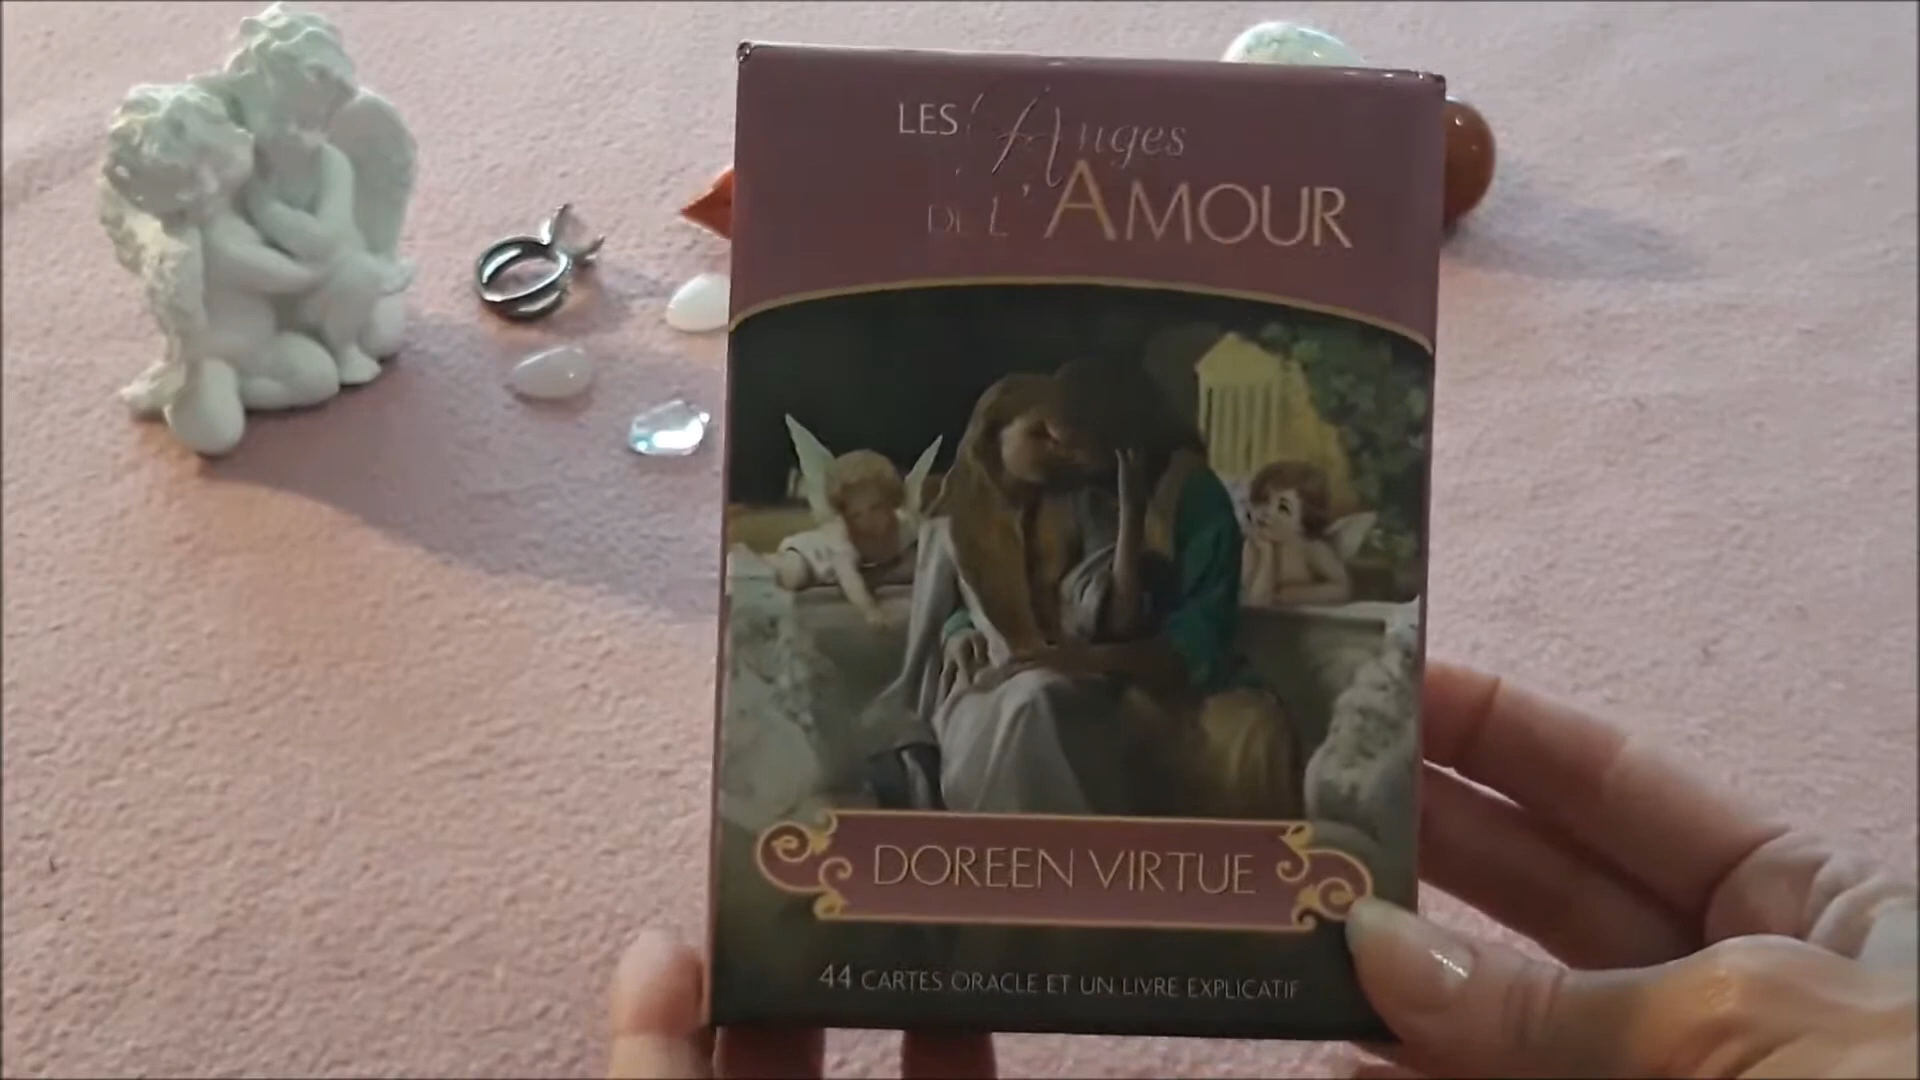 LES Anges
DE L'AMOUR
DOREEN VIRTUE
44 CARTES ORACLE ET UN LIVRE EXPLICATIF